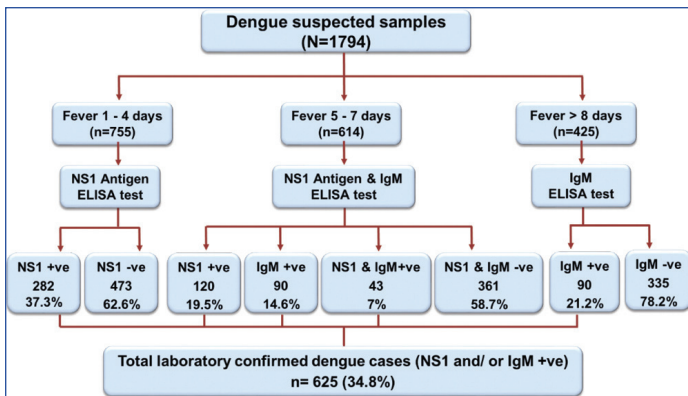 Dengue suspected samples
(N=1794)
Fever 1 - 4 days
(n=755)
Fever 5 - 7 days
(n=614)
Fever > 8 days
(n=425)
NS1 Antigen
ELISA test
NS1 Antigen & IgM
ELISA test
IgM
ELISA test
NS1 +ve
282
37.3%
NS1 -ve
473
62.6%
NS1 +ve
120
19.5%
IgM +ve
90
14.6%
NS1 & IgM+ve
43
7%
NS1 & IgM -ve
361
58.7%
IgM +ve
90
21.2%
IgM -ve
335
78.2%
Total laboratory confirmed dengue cases (NS1 and/ or IgM +ve)
n= 625 (34.8%)